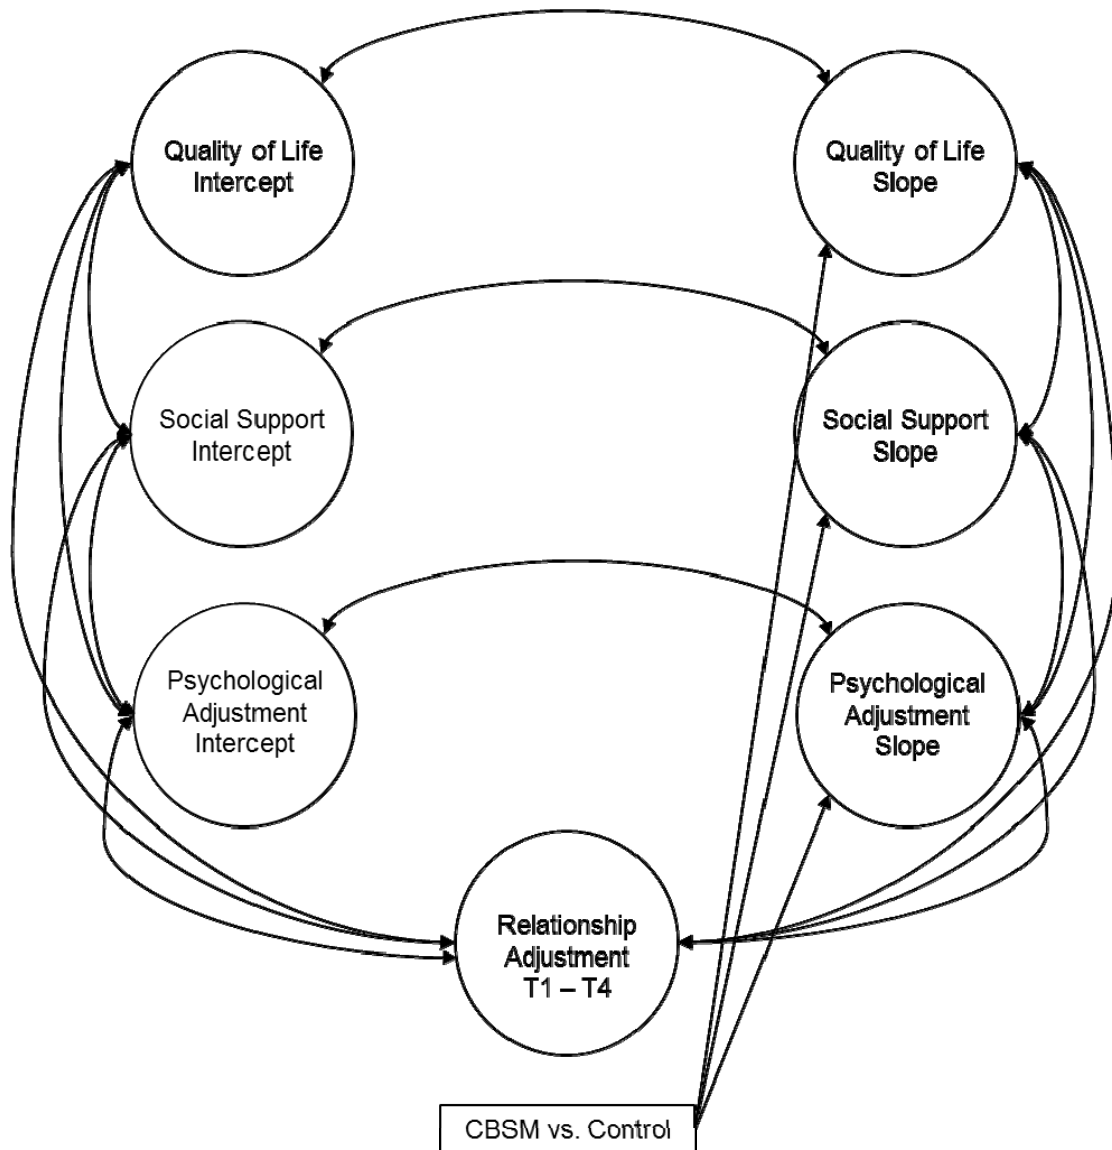 Quality of Life
Intercept
Quality of Life
Slope
Social Support
Intercept
Social Support
Slope
Psychological
Adjustment
Intercept
Psychological
Adjustment
Slope
Relationship
Adjustment
T1 – T4
CBSM vs. Control